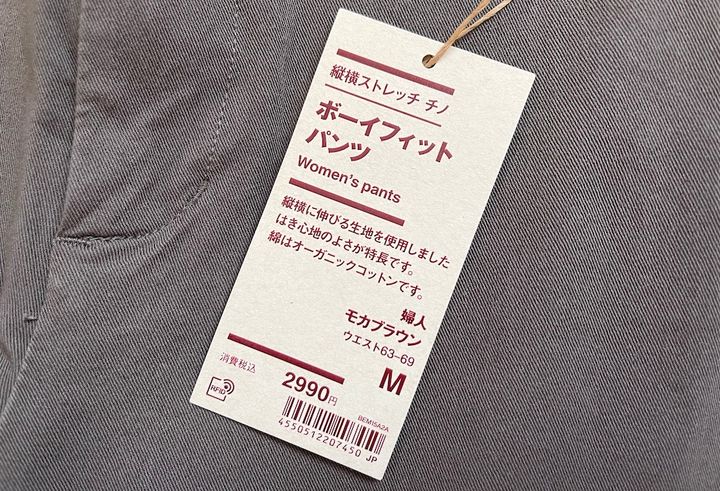 縦横ストレッチ チノ
ボーイフィット
パンツ
Women's pants
縦横に伸びる生地を使用しました
はき心地のよさが特長です。
綿はオーガニックコットンです。
婦人
モカブラウン
ウエスト63-69
M
消費税込
2990円
RFID
BEM15A2A
4550512207450 JP